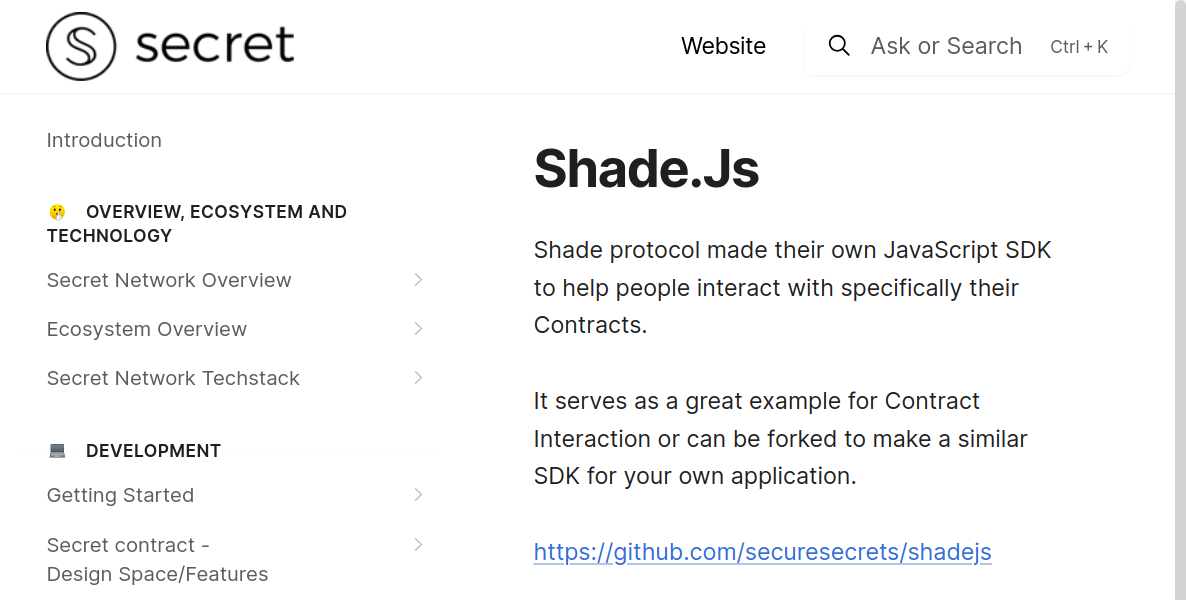 secret
Website
Ask or Search
Ctrl + K
Introduction
OVERVIEW, ECOSYSTEM AND
TECHNOLOGY
Secret Network Overview
Ecosystem Overview
Secret Network Techstack
DEVELOPMENT
Getting Started
Secret contract -
Design Space/Features
Shade.Js
Shade protocol made their own JavaScript SDK
to help people interact with specifically their
Contracts.
It serves as a great example for Contract
Interaction or can be forked to make a similar
SDK for your own application.
https://github.com/securesecrets/shadejs